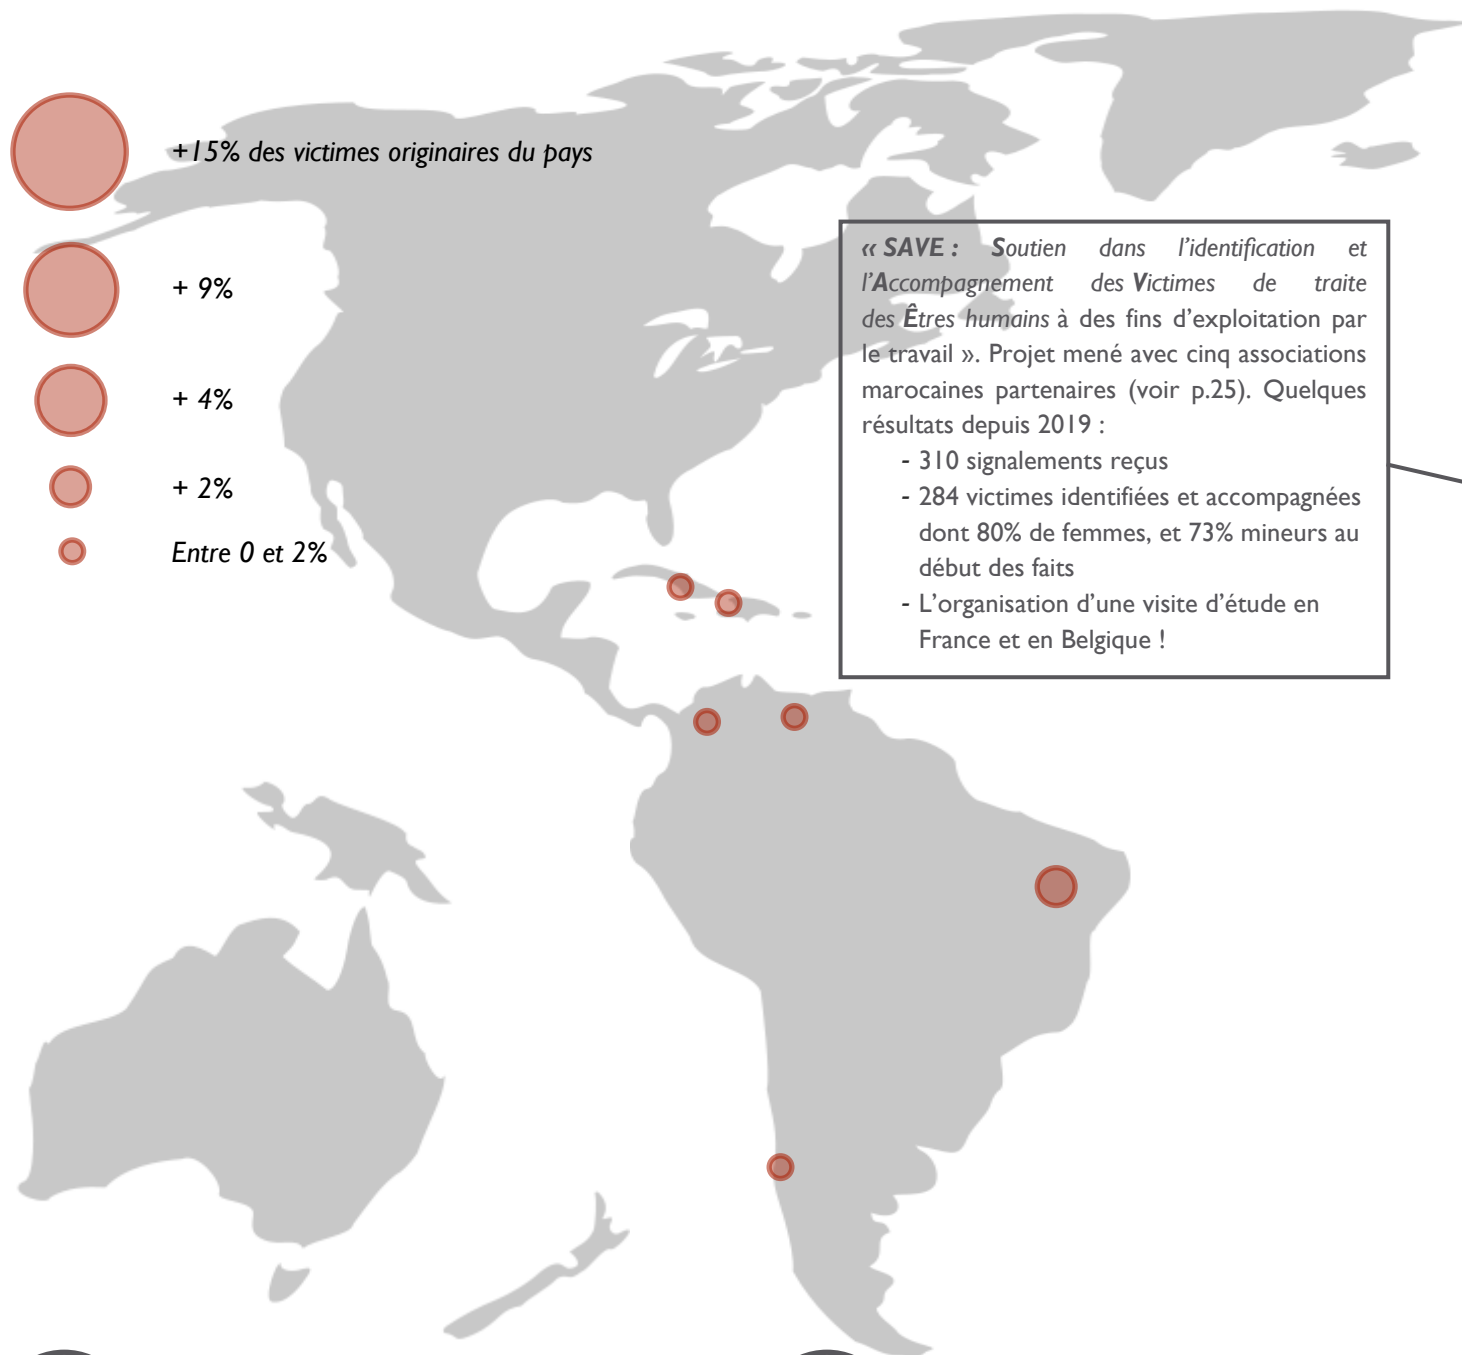 +15% des victimes originaires du pays
+ 9%
+ 4%
+ 2%
Entre 0 et 2%
« SAVE : Soutien dans l’identification et
l’Accompagnement des Victimes de traite
des Êtres humains à des fins d’exploitation par
le travail ». Projet mené avec cinq associations
marocaines partenaires (voir p.25). Quelques
résultats depuis 2019 :
- 310 signalements reçus
- 284 victimes identifiées et accompagnées
dont 80% de femmes, et 73% mineurs au
début des faits
- L’organisation d’une visite d’étude en
France et en Belgique !